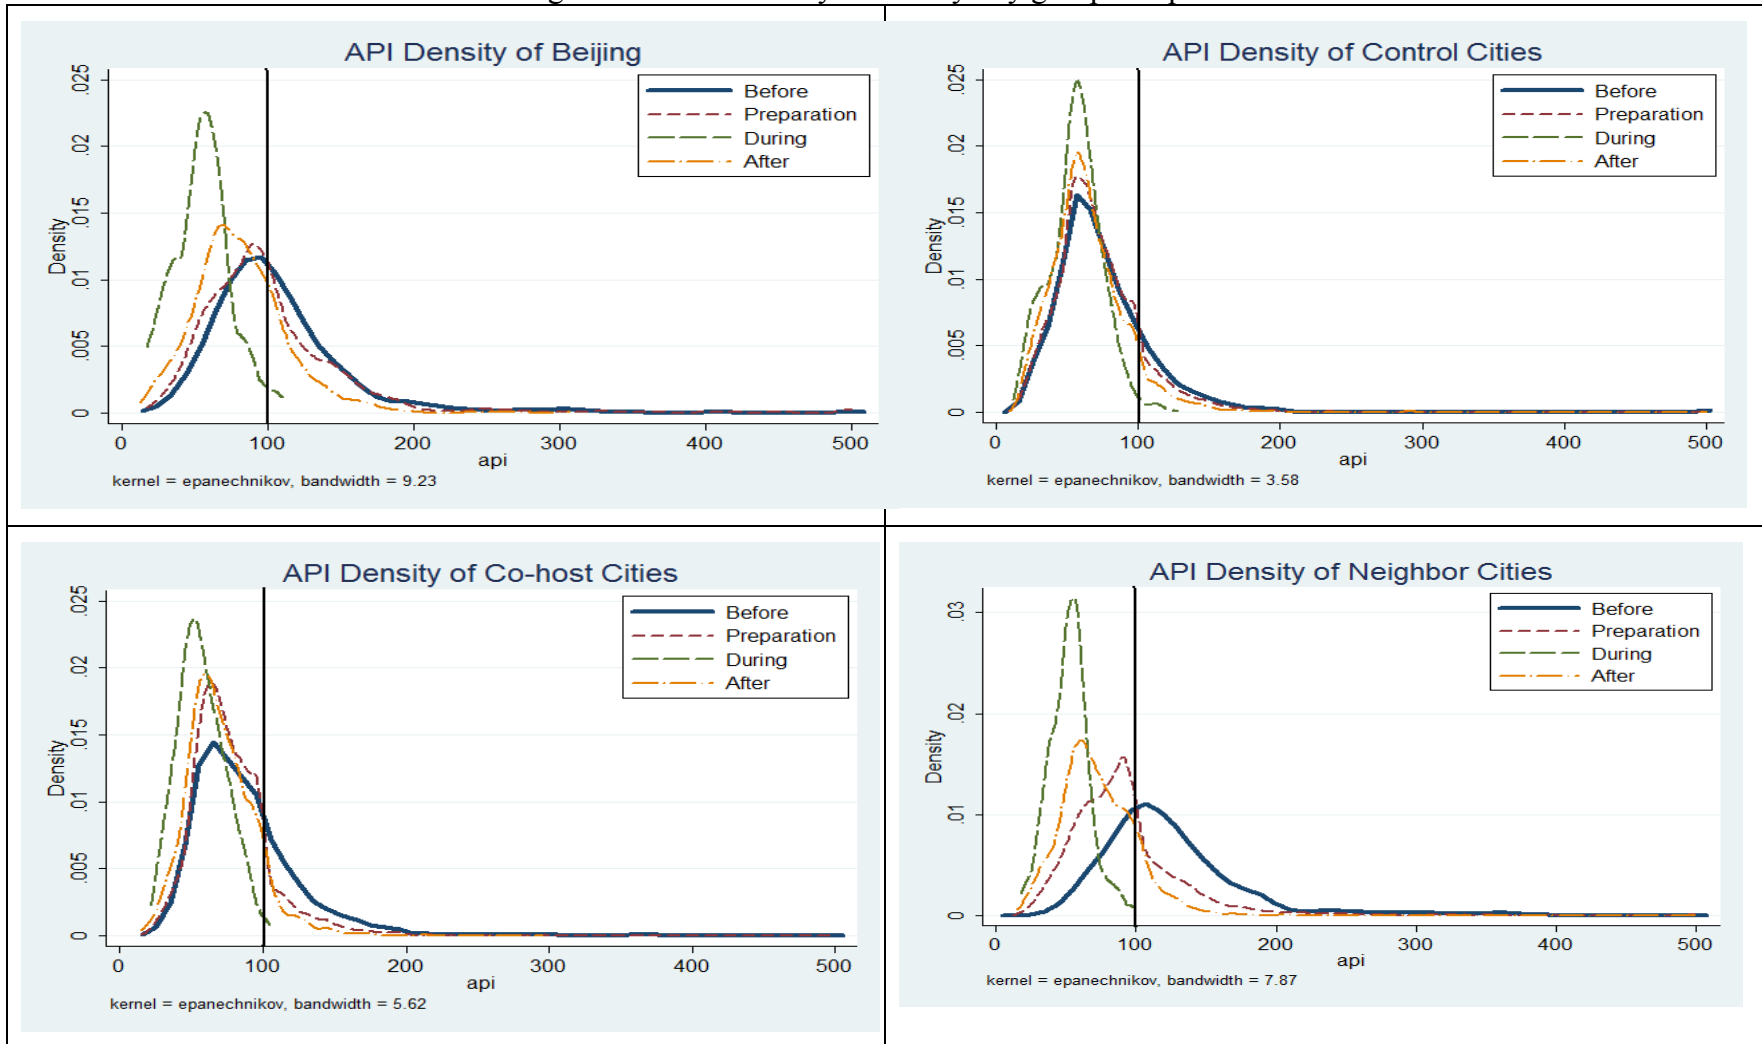 API Density of Beijing
Before
Preparation
During
After
Density
0 .005 .01 .015 .02 .025
0 100 200 300 400 500
api
kernel = epanechnikov, bandwidth = 9.23
API Density of Control Cities
Before
Preparation
During
After
Density
0 .005 .01 .015 .02 .025
0 100 200 300 400 500
api
kernel = epanechnikov, bandwidth = 3.58
API Density of Co-host Cities
Before
Preparation
During
After
Density
0 .005 .01 .015 .02 .025
0 100 200 300 400 500
api
kernel = epanechnikov, bandwidth = 5.62
API Density of Neighbor Cities
Before
Preparation
During
After
Density
0 .01 .02 .03
0 100 200 300 400 500
api
kernel = epanechnikov, bandwidth = 7.87